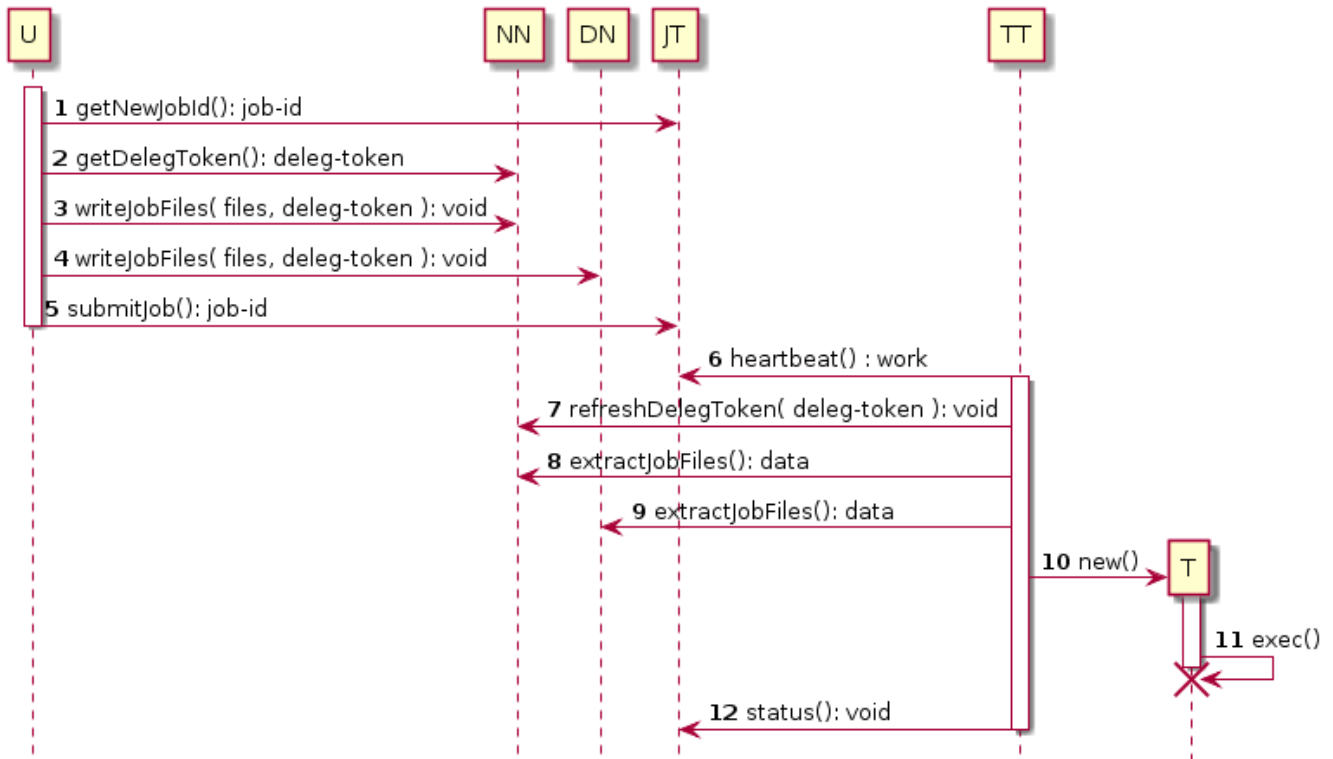 U NN DN JT TT
1 getNewJobId(): job-id
2 getDelegToken(): deleg-token
3 writeJobFiles( files, deleg-token ): void
4 writeJobFiles( files, deleg-token ): void
5 submitJob(): job-id
6 heartbeat() : work
7 refreshDelegToken( deleg-token ): void
8 extractJobFiles(): data
9 extractJobFiles(): data
10 new()
T
11 exec()
12 status(): void